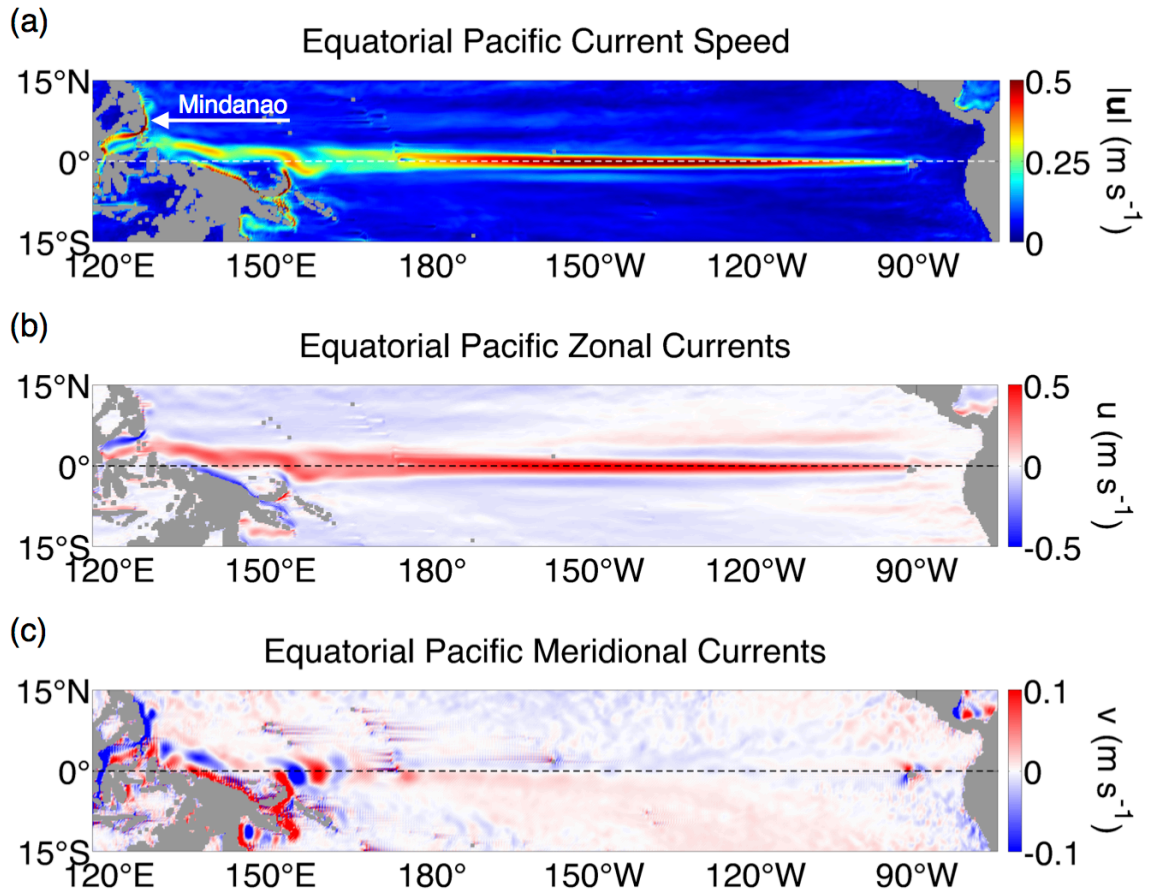 (a)
Equatorial Pacific Current Speed
15°N
0°
15°S
Mindanao
120°E 150°E 180° 150°W 120°W 90°W
0.5
0.25
0
|u| (m s-1)
(b)
Equatorial Pacific Zonal Currents
15°N
0°
15°S
120°E 150°E 180° 150°W 120°W 90°W
0.5
0
-0.5
u (m s-1)
(c)
Equatorial Pacific Meridional Currents
15°N
0°
15°S
120°E 150°E 180° 150°W 120°W 90°W
0.1
0
-0.1
v (m s-1)